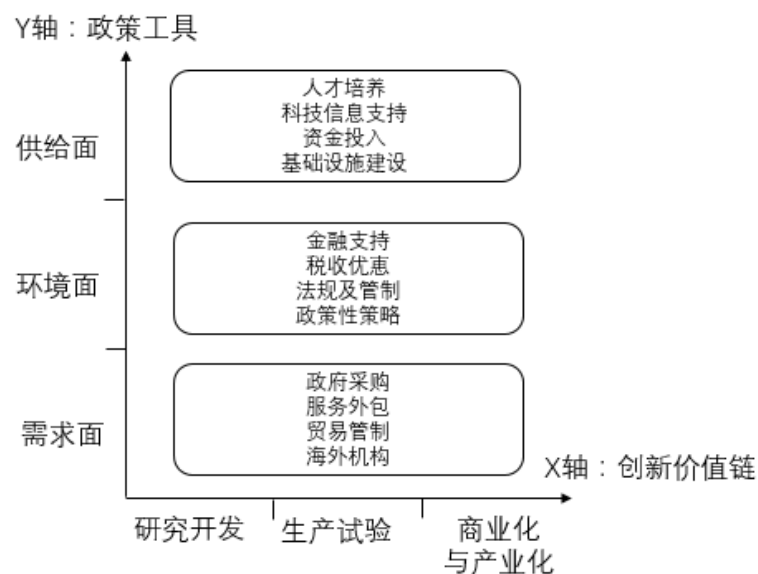 Y轴：政策工具
供给面
人才培养
科技信息支持
资金投入
基础设施建设
环境面
金融支持
税收优惠
法规及管制
政策性策略
需求面
政府采购
服务外包
贸易管制
海外机构
X轴：创新价值链
研究开发
生产试验
商业化
与产业化